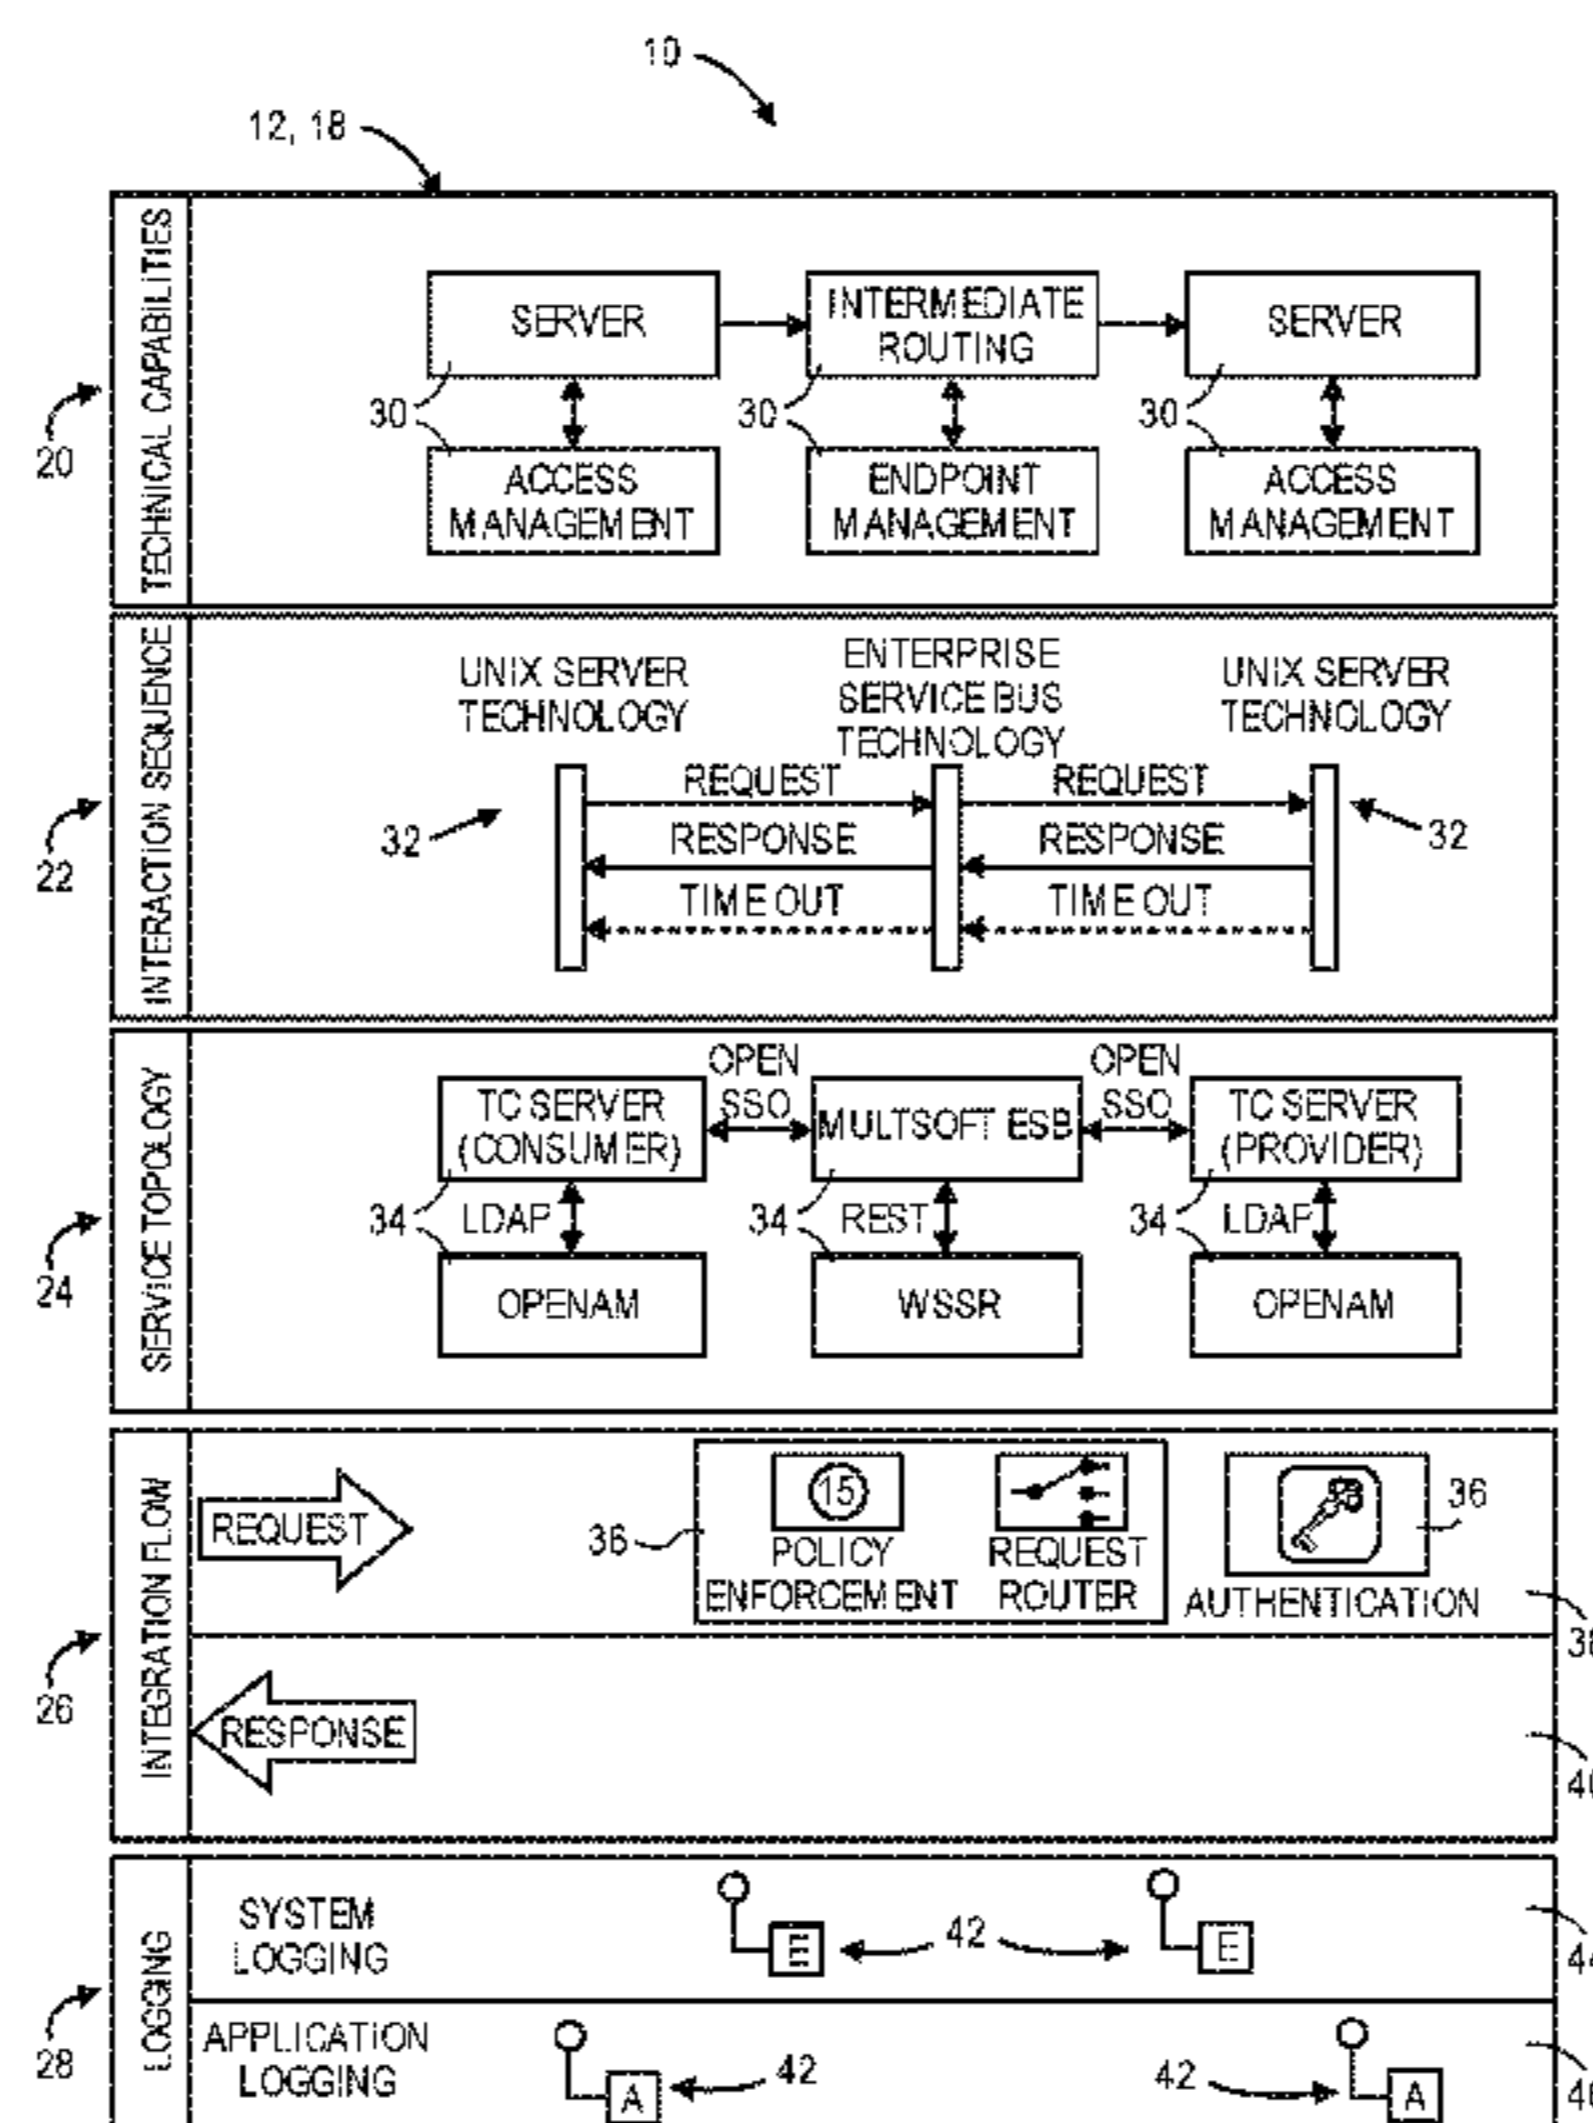 10
12, 18
TECHNICAL CAPABILITIES
20
SERVER
INTERMEDIATE
ROUTING
SERVER
30
30
30
ACCESS
MANAGEMENT
ENDPOINT
MANAGEMENT
ACCESS
MANAGEMENT
INTERACTION SEQUENCE
22
UNIX SERVER
TECHNOLOGY
ENTERPRISE
SERVICE BUS
TECHNOLOGY
UNIX SERVER
TECHNOLOGY
REQUEST
REQUEST
32
RESPONSE
RESPONSE
32
TIME OUT
TIME OUT
SERVICE TOPOLOGY
24
TC SERVER
(CONSUMER)
OPEN
SSO
MULTSOFT ESB
OPEN
SSO
TC SERVER
(PROVIDER)
34
LDAP
34
REST
34
LDAP
OPENAM
WSSR
OPENAM
INTEGRATION FLOW
26
REQUEST
36
15
POLICY
ENFORCEMENT
REQUEST
ROUTER
36
AUTHENTICATION
RESPONSE
LOGGING
28
SYSTEM
LOGGING
E
42
E
APPLICATION
LOGGING
A
42
42
A